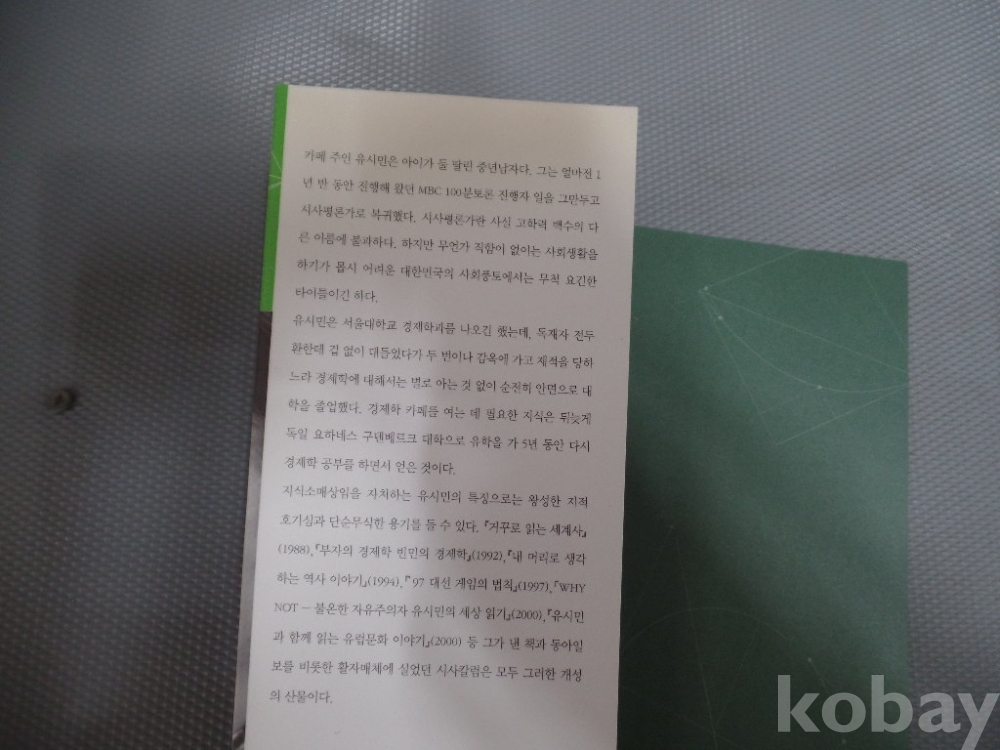 카페 주인 유시민은 아이가 둘 딸린 중년남자다. 그는 얼마전 1
년 반 동안 진행해 왔던 MBC 100분토론 진행자 일을 그만두고
시사평론가로 복귀했다. 시사평론가란 사실 고학력 백수의 다
른 이름에 불과하다. 하지만 무언가 직함이 없이는 사회생활을
하기가 몹시 어려운 대한민국의 사회풍토에서는 무척 요긴한
타이틀이긴 하다.
유시민은 서울대학교 경제학과를 나오긴 했는데, 독재자 전두
환한테 겁 없이 대들었다가 두 번이나 감옥에 가고 제적을 당하
느라 경제학에 대해서는 별로 아는 것 없이 순전히 안면으로 대
학을 졸업했다. 경제학 카페를 여는 데 필요한 지식은 뒤늦게
독일 요하네스 구텐베르크 대학으로 유학을 가 5년 동안 다시
경제학 공부를 하면서 얻은 것이다.
지식소매상임을 자처하는 유시민의 특징으로는 왕성한 지적
호기심과 단순무식한 용기를 들 수 있다. 『거꾸로 읽는 세계사』
(1988), 『부자의 경제학 빈민의 경제학』(1992), 『내 머리로 생각
하는 역사 이야기』(1994), 『'97 대선 게임의 법칙』(1997), 『WHY
NOT - 불온한 자유주의자 유시민의 세상 읽기』(2000), 『유시민
과 함께 읽는 유럽문화 이야기』(2000) 등 그가 낸 책과 동아일
보를 비롯한 활자매체에 실었던 시사칼럼은 모두 그러한 개성
의 산물이다.
kobay